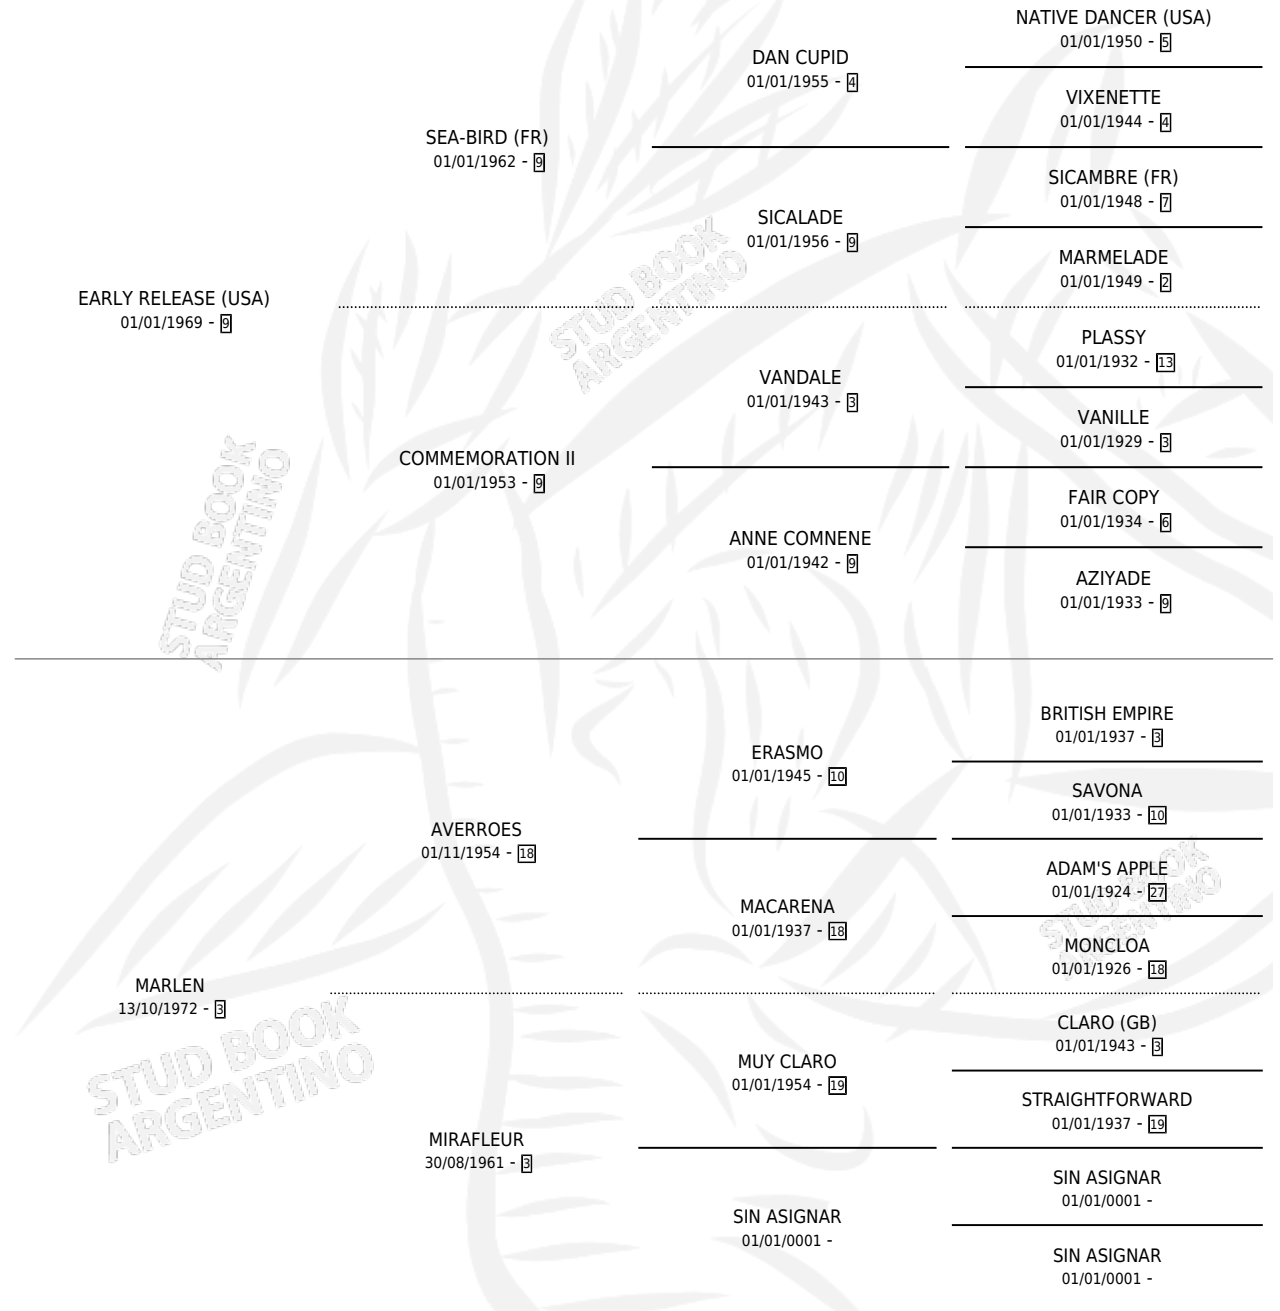 NATIVE DANCER (USA)
01/01/1950 - 5
DAN CUPID
01/01/1955 - 4
VIXENETTE
01/01/1944 - 4
SEA-BIRD (FR)
01/01/1962 - 9
SICAMBRE (FR)
01/01/1948 - 7
SICALADE
01/01/1956 - 9
MARMELADE
01/01/1949 - 2
EARLY RELEASE (USA)
01/01/1969 - 9
PLASSY
01/01/1932 - 13
VANDALE
01/01/1943 - 3
VANILLE
01/01/1929 - 3
COMMEMORATION II
01/01/1953 - 9
FAIR COPY
01/01/1934 - 6
ANNE COMNENE
01/01/1942 - 9
AZIYADE
01/01/1933 - 9
BRITISH EMPIRE
01/01/1937 - 3
ERASMO
01/01/1945 - 10
SAVONA
01/01/1933 - 10
AVERROES
01/11/1954 - 18
ADAM'S APPLE
01/01/1924 - 27
MACARENA
01/01/1937 - 18
MONCLOA
01/01/1926 - 18
MARLEN
13/10/1972 - 3
CLARO (GB)
01/01/1943 - 3
MUY CLARO
01/01/1954 - 19
STRAIGHTFORWARD
01/01/1937 - 19
MIRAFLEUR
30/08/1961 - 3
SIN ASIGNAR
01/01/0001 -
SIN ASIGNAR
01/01/0001 -
SIN ASIGNAR
01/01/0001 -
STUD BOOK
ARGENTINO
STUD BOOK
ARGENTINO
STUD BOOK
ARGENTINO
STUD BOOK
ARGENTINO